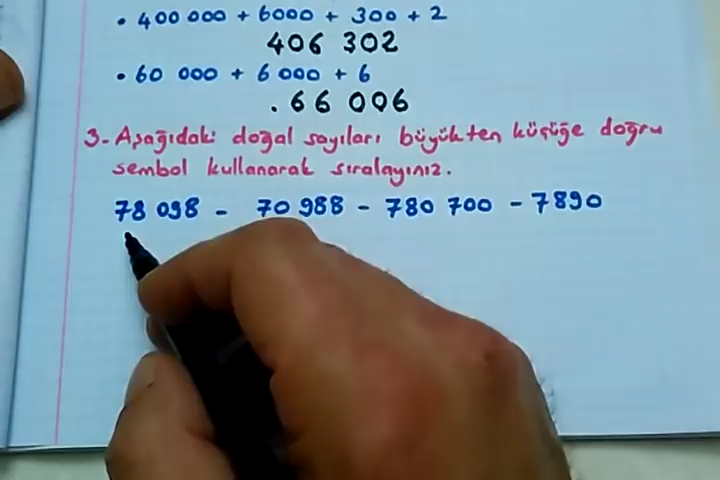 • 400 000 + 6000 + 300 + 2
406 302
• 60 000 + 6 000 + 6
.66 006
3- Aşağıdaki doğal sayıları büyükten küçüğe doğru
sembol kullanarak sıralayınız.
78 098 - 70 988 - 780 700 - 7890